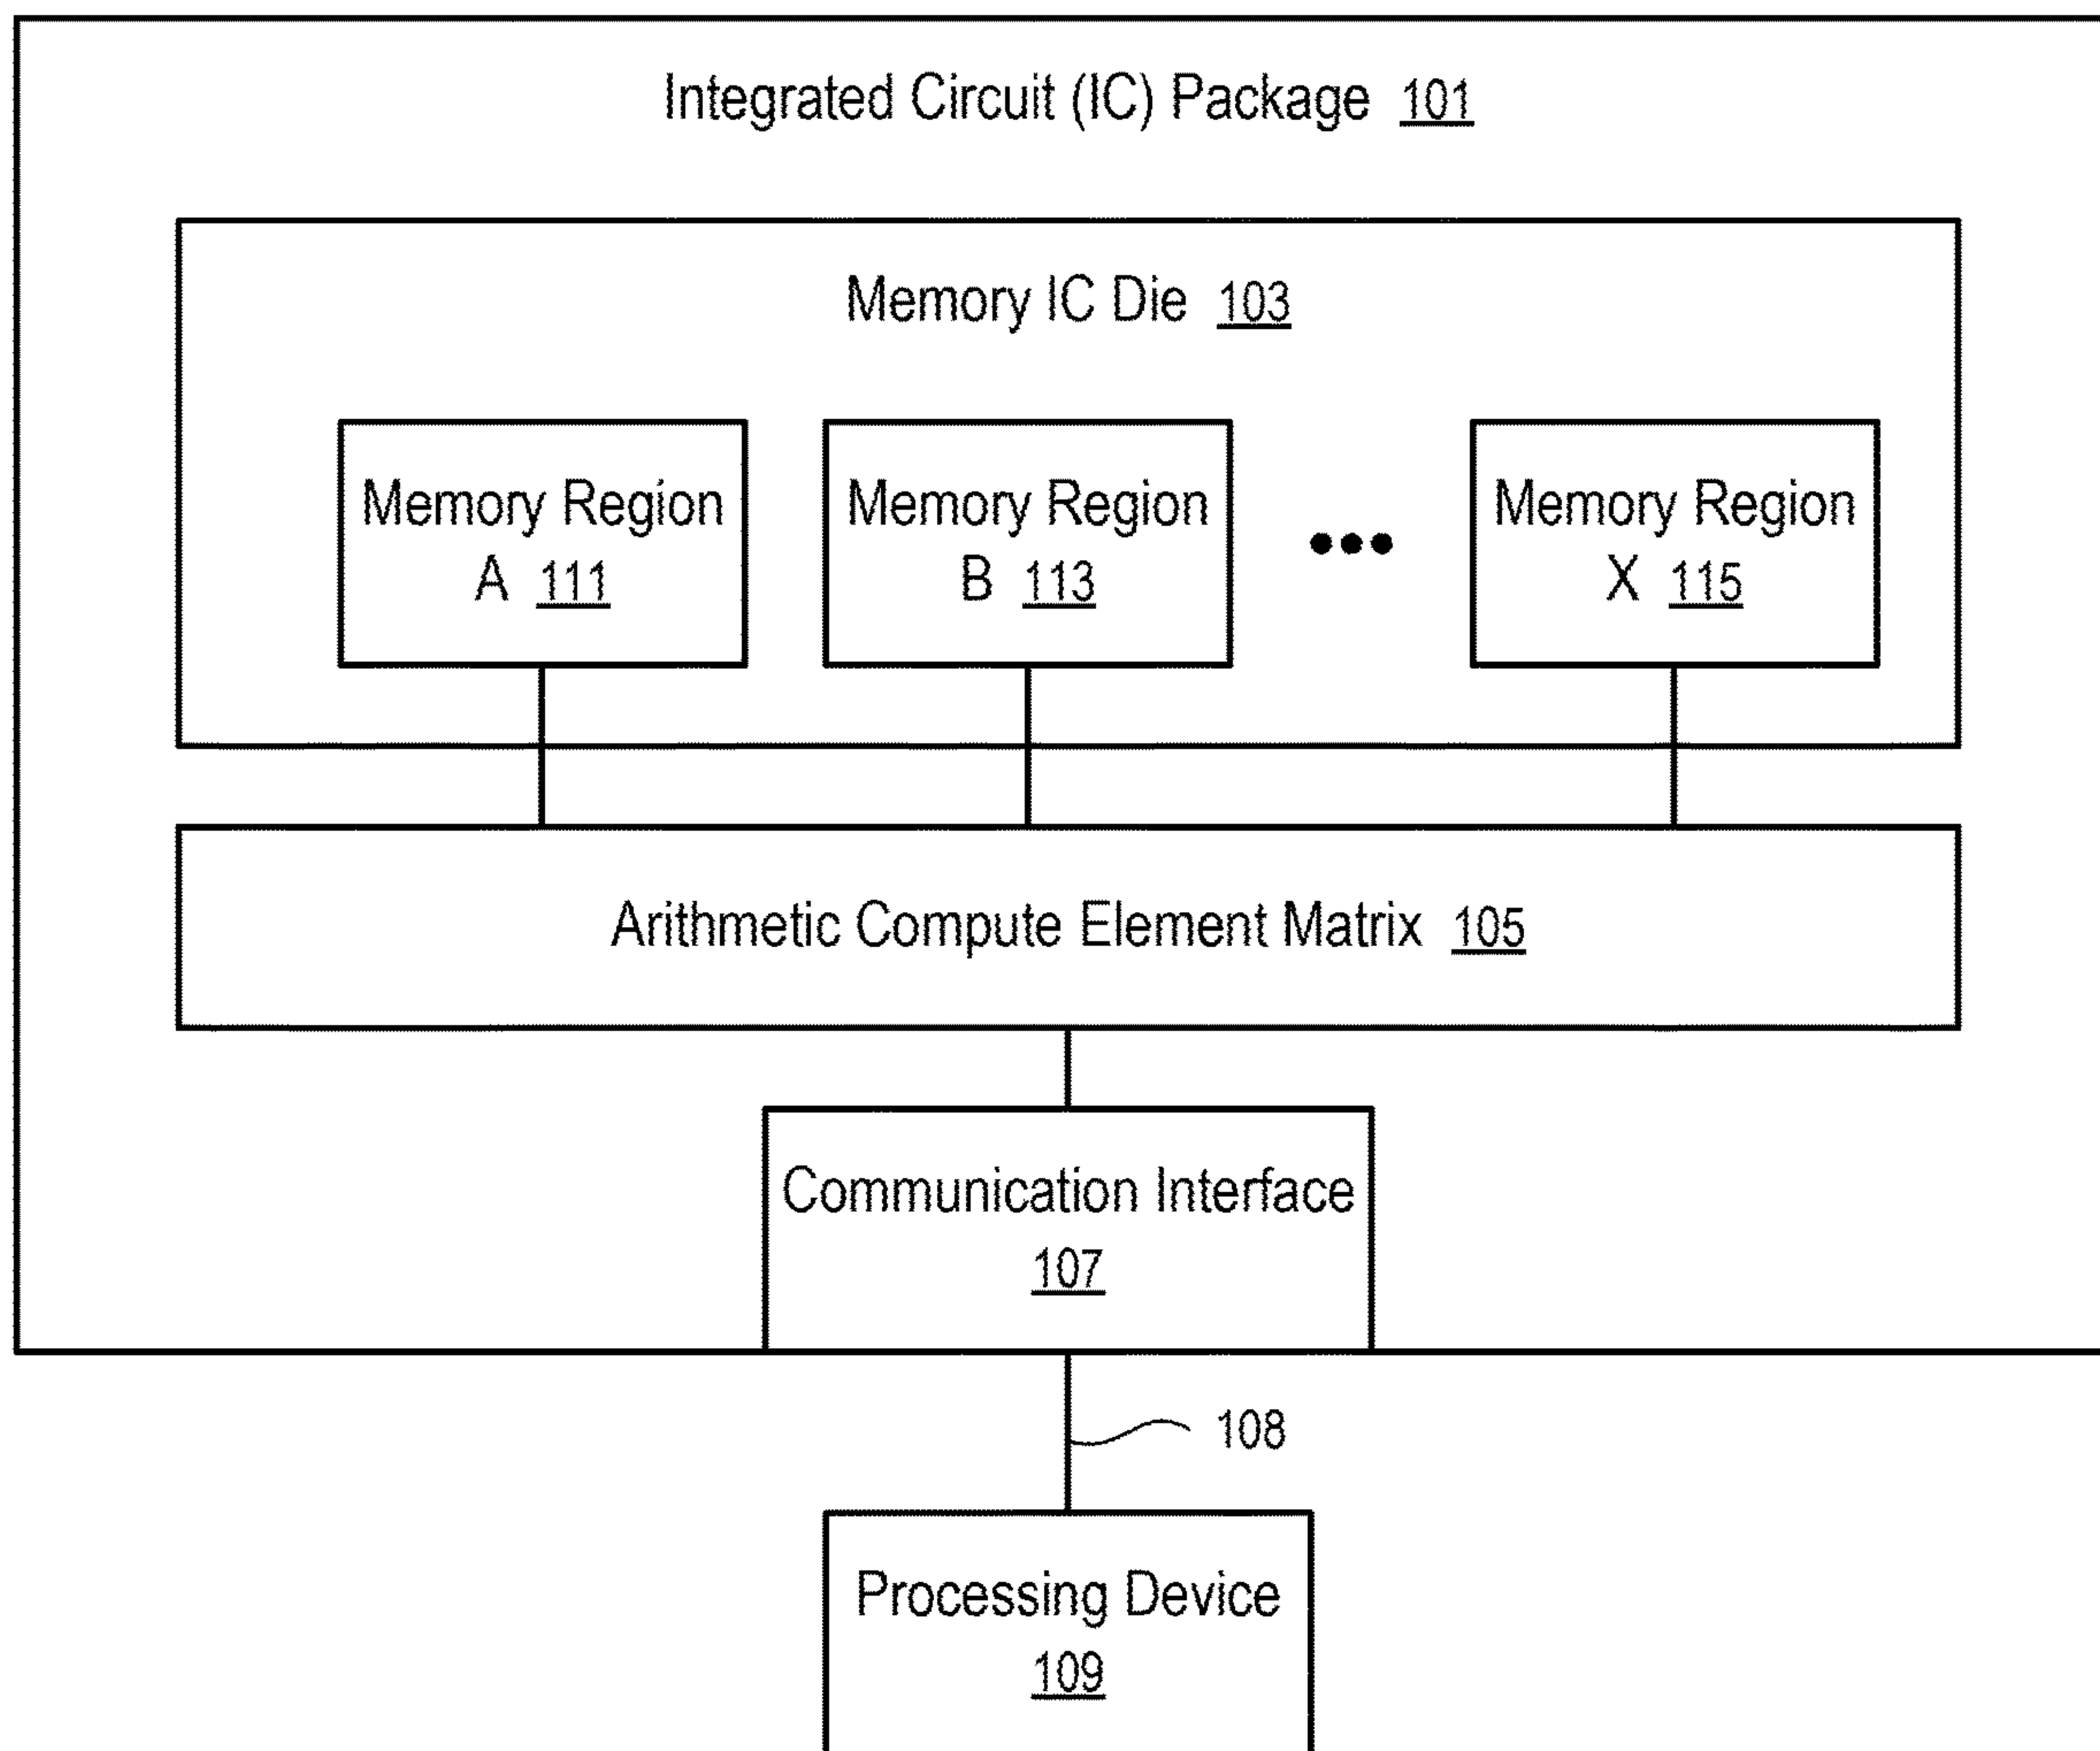 Integrated Circuit (IC) Package 101
Memory IC Die 103
Memory Region
A 111
Memory Region
B 113
Memory Region
X 115
Arithmetic Compute Element Matrix 105
Communication Interface
107
108
Processing Device
109